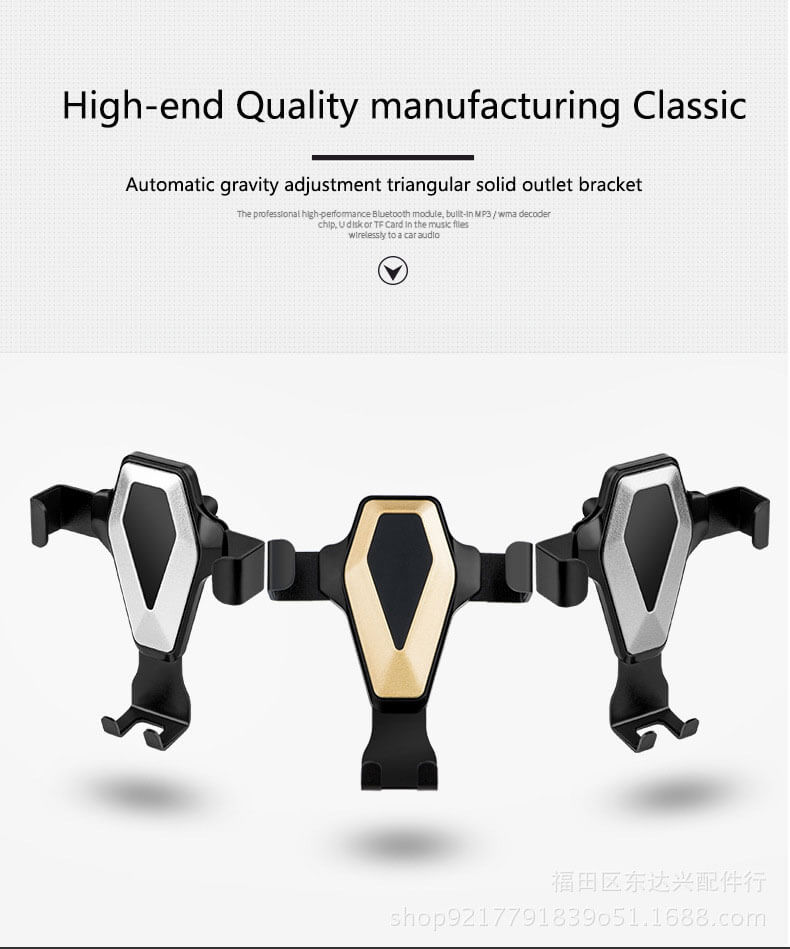 High-end Quality manufacturing Classic
Automatic gravity adjustment triangular solid outlet bracket
The professional high-performance Bluetooth module, built-in MP3 / wma decoder
chip, U disk or TF Card in the music files
wirelessly to a car audio
福田区东达兴配件行
shop9217791839o51.1688.com